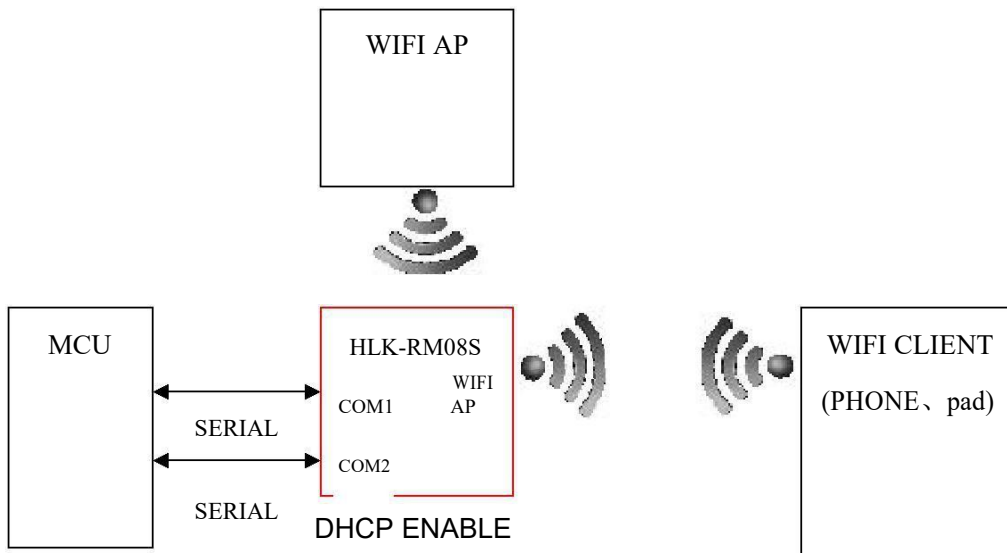 WIFI AP
MCU
SERIAL
SERIAL
HLK-RM08S
WIFI
AP
COM1
COM2
DHCP ENABLE
WIFI CLIENT
(PHONE、pad)